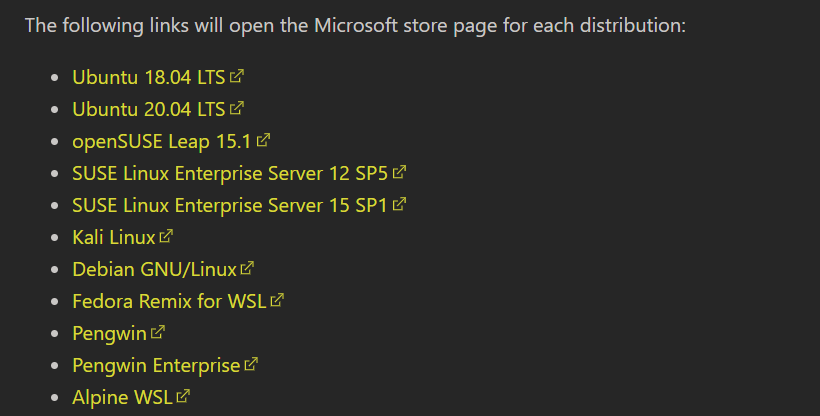 The following links will open the Microsoft store page for each distribution:
Ubuntu 18.04 LTS
Ubuntu 20.04 LTS
openSUSE Leap 15.1
SUSE Linux Enterprise Server 12 SP5
SUSE Linux Enterprise Server 15 SP1
Kali Linux
Debian GNU/Linux
Fedora Remix for WSL
Pengwin
Pengwin Enterprise
Alpine WSL